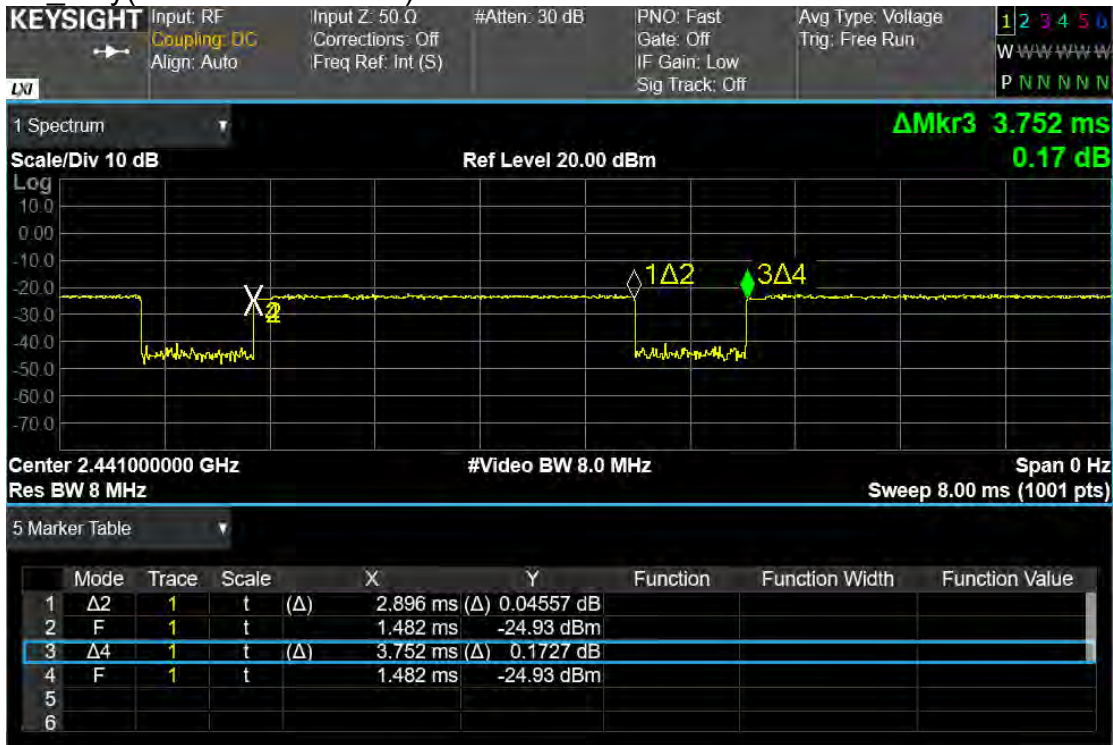 KEYSIGHT Input: RF Input Z: 50 Ω #Atten: 30 dB PNO: Fast Avg Type: Voltage 1 2 3 4 5 6
Coupling: DC Corrections: Off Gate: Off Trig: Free Run
Align: Auto Freq Ref: Int (S) IF Gain: Low W W W W W W
LXI Sig Track: Off P N N N N N
1 Spectrum ΔMkr3 3.752 ms
Scale/Div 10 dB Ref Level 20.00 dBm 0.17 dB
Log
10.0
0.00
-10.0
1Δ2 3Δ4
-20.0
-30.0
-40.0
-50.0
-60.0
-70.0
Center 2.441000000 GHz #Video BW 8.0 MHz Span 0 Hz
Res BW 8 MHz Sweep 8.00 ms (1001 pts)
5 Marker Table
Mode Trace Scale X Y Function Function Width Function Value
1 Δ2 1 t (Δ) 2.896 ms (Δ) 0.04557 dB
2 F 1 t 1.482 ms -24.93 dBm
3 Δ4 1 t (Δ) 3.752 ms (Δ) 0.1727 dB
4 F 1 t 1.482 ms -24.93 dBm
5
6